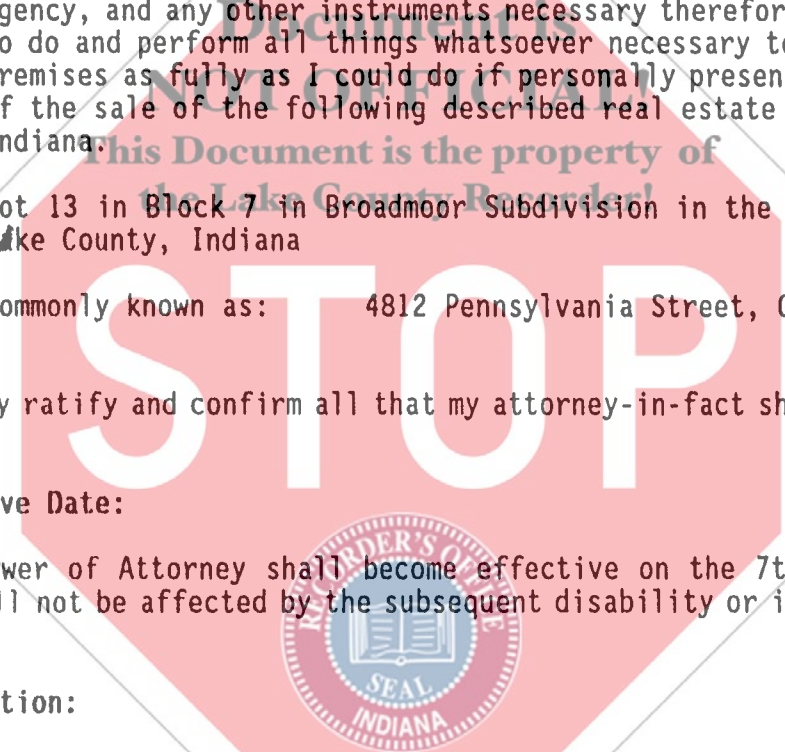 gency, and any other instruments necessary therefor
Document is
o do and perform all things whatsoever necessary to
remises as fully as I could do if personally presen
NOT OFFICIAL!
f the sale of the following described real estate
ndiana.
This Document is the property of
the Lake County Recorder!
ot 13 in Block 7 in Broadmoor Subdivision in the
ake County, Indiana
STOP
ommonly known as: 4812 Pennsylvania Street, C
y ratify and confirm all that my attorney-in-fact sh
ve Date:
wer of Attorney shall become effective on the 7t
ll not be affected by the subsequent disability or i
RECORDER'S OFFICE
SEAL
INDIANA
tion: